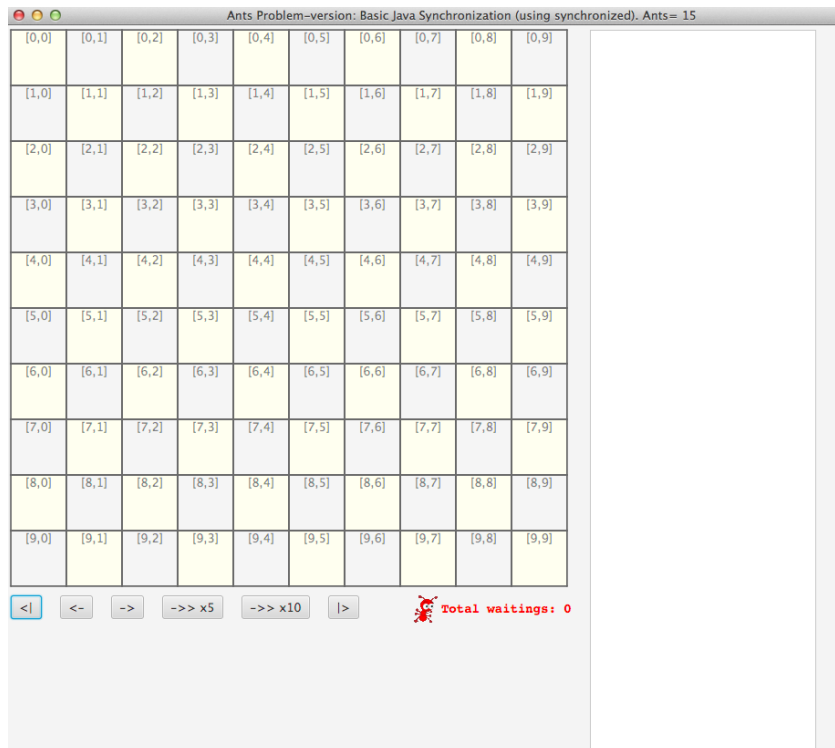 Ants Problem-version: Basic Java Synchronization (using synchronized). Ants= 15
[0,0] [0,1] [0,2] [0,3] [0,4] [0,5] [0,6] [0,7] [0,8] [0,9]
[1,0] [1,1] [1,2] [1,3] [1,4] [1,5] [1,6] [1,7] [1,8] [1,9]
[2,0] [2,1] [2,2] [2,3] [2,4] [2,5] [2,6] [2,7] [2,8] [2,9]
[3,0] [3,1] [3,2] [3,3] [3,4] [3,5] [3,6] [3,7] [3,8] [3,9]
[4,0] [4,1] [4,2] [4,3] [4,4] [4,5] [4,6] [4,7] [4,8] [4,9]
[5,0] [5,1] [5,2] [5,3] [5,4] [5,5] [5,6] [5,7] [5,8] [5,9]
[6,0] [6,1] [6,2] [6,3] [6,4] [6,5] [6,6] [6,7] [6,8] [6,9]
[7,0] [7,1] [7,2] [7,3] [7,4] [7,5] [7,6] [7,7] [7,8] [7,9]
[8,0] [8,1] [8,2] [8,3] [8,4] [8,5] [8,6] [8,7] [8,8] [8,9]
[9,0] [9,1] [9,2] [9,3] [9,4] [9,5] [9,6] [9,7] [9,8] [9,9]
<| <- -> ->> x5 ->> x10 |> Total waitings: 0